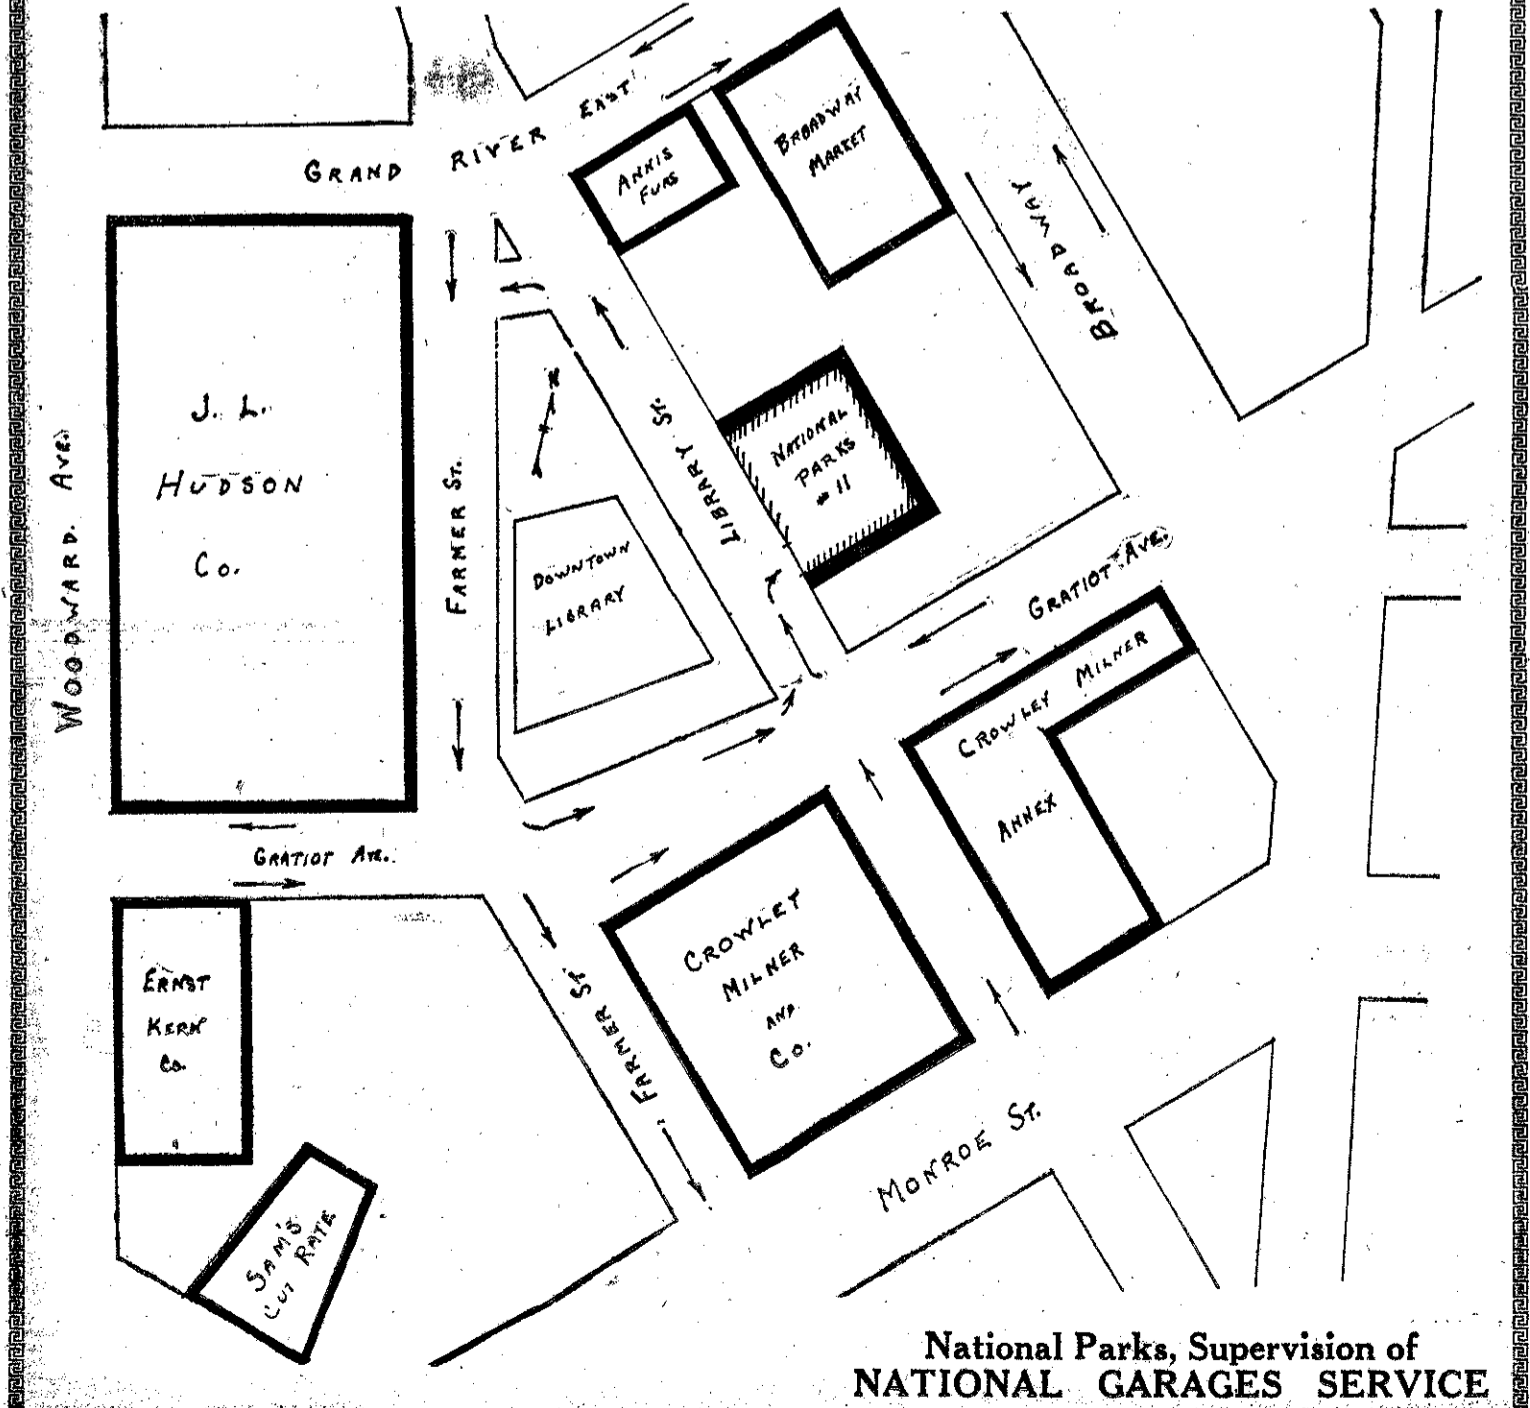 GRAND RIVER EAST
ANNIS
FURS
BROADWAY
MARKET
BROADWAY
J. L.
HUDSON
Co.
WOODWARD. AVE.
FARMER ST.
N
LIBRARY ST.
NATIONAL
PARKS
# 11
DOWNTOWN
LIBRARY
GRATIOT AVE.
CROWLEY MILNER
ANNEX
GRATIOT AVE.
ERNST
KERN
Co.
CROWLEY
MILNER
AND
Co.
FARMER ST
MONROE ST.
SAM'S
CUT RATE
National Parks, Supervision of
NATIONAL GARAGES SERVICE